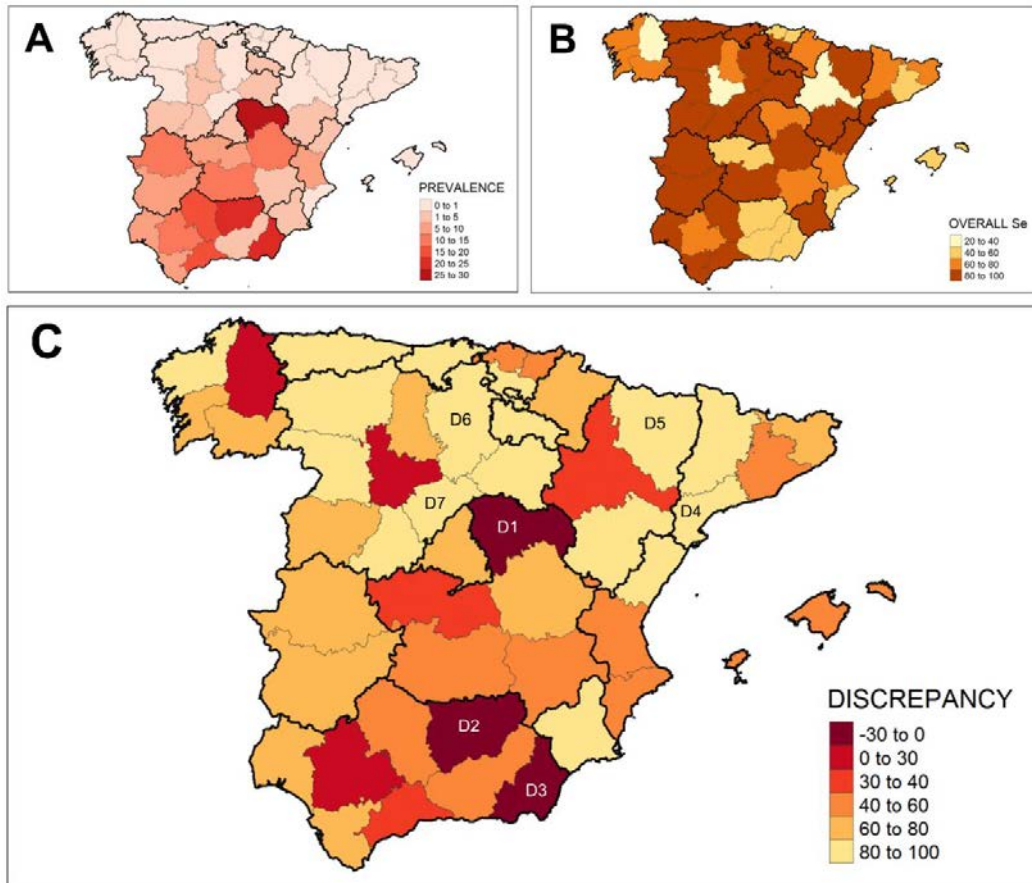 A
PREVALENCE
0 to 1
1 to 5
5 to 10
10 to 15
15 to 20
20 to 25
25 to 30
B
OVERALL Se
20 to 40
40 to 60
60 to 80
80 to 100
C
D6
D5
D7
D4
D1
D2
D3
DISCREPANCY
-30 to 0
0 to 30
30 to 40
40 to 60
60 to 80
80 to 100